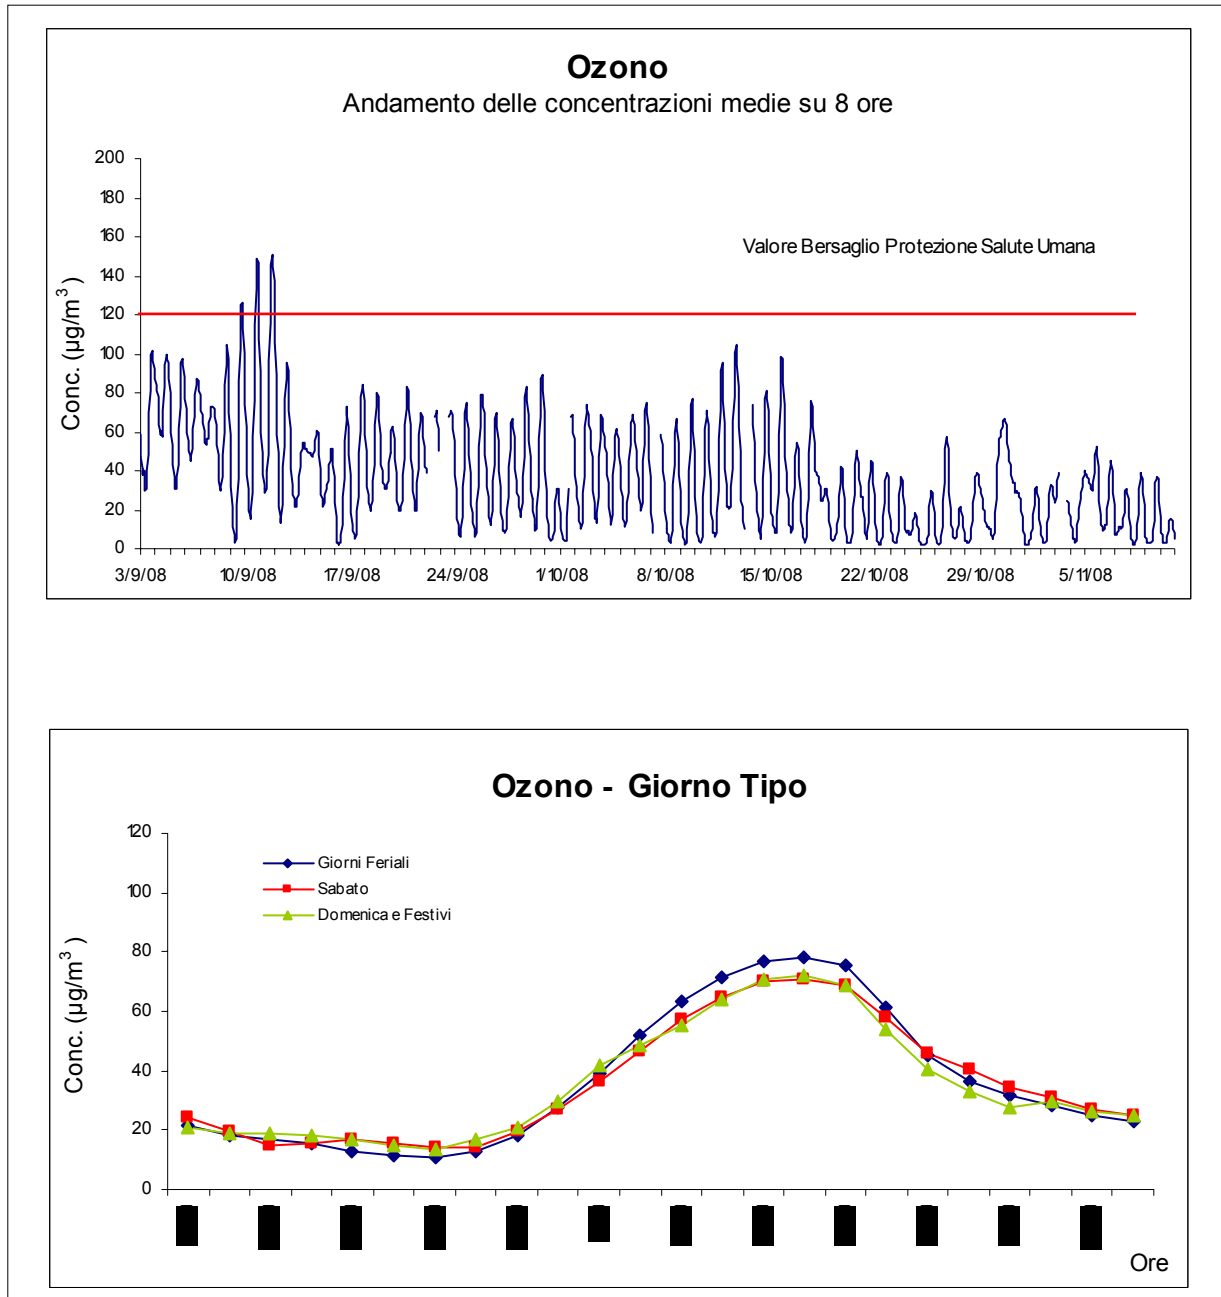 Ozono
Andamento delle concentrazioni medie su 8 ore
200
180
160
140
120
100
80
60
40
20
0
Conc. (µg/m³)
Valore Bersaglio Protezione Salute Umana
3/9/08 10/9/08 17/9/08 24/9/08 1/10/08 8/10/08 15/10/08 22/10/08 29/10/08 5/11/08
Ozono - Giorno Tipo
120
100
80
60
40
20
0
Conc. (µg/m³)
Giorni Feriali
Sabato
Domenica e Festivi
Ore